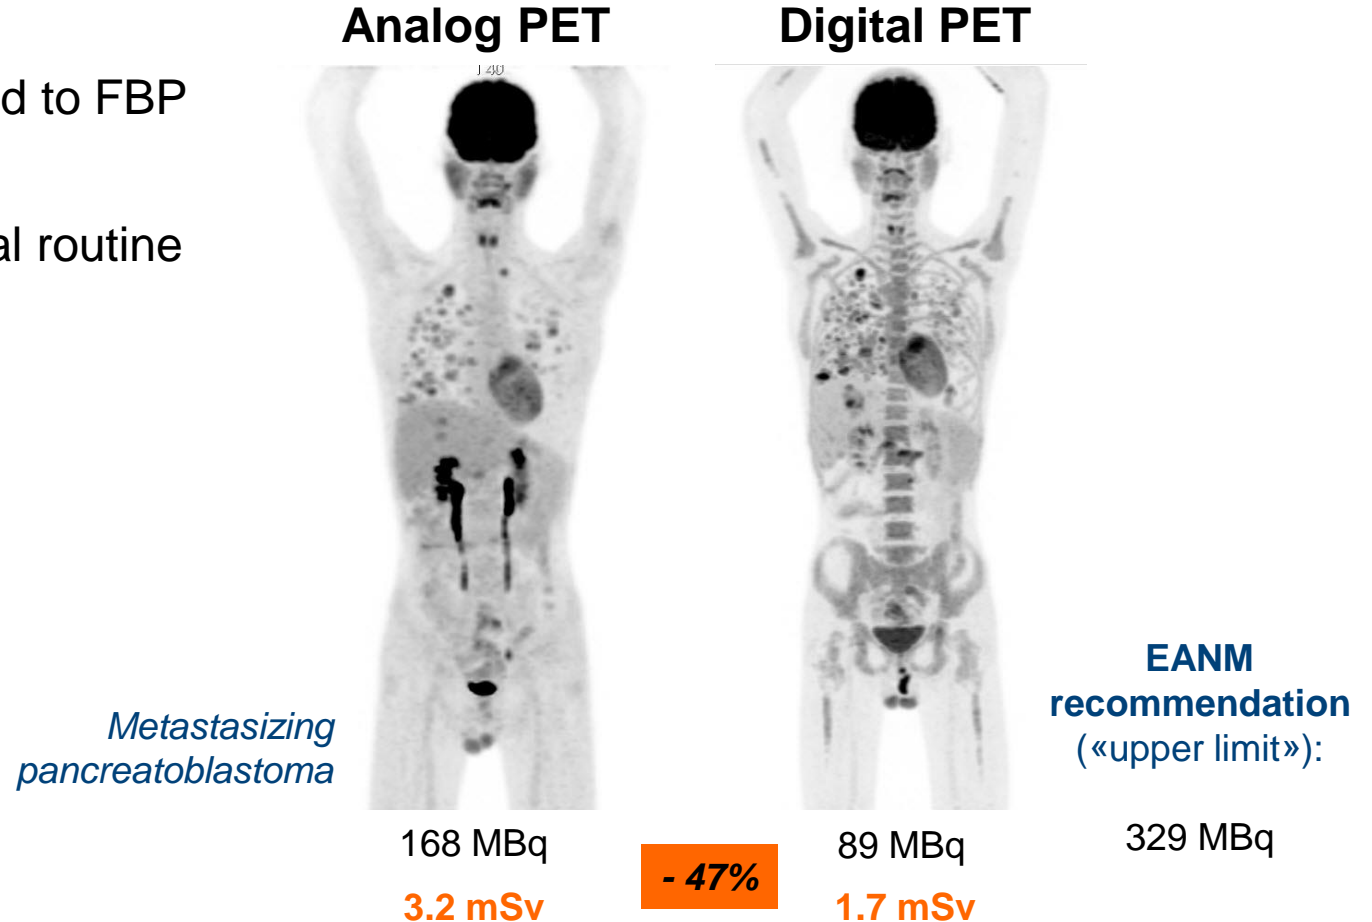 Analog PET
Digital PET
d to FBP
al routine
Metastasizing
pancreatoblastoma
EANM
recommendation
(«upper limit»):
168 MBq
- 47%
89 MBq
329 MBq
3.2 mSv
1.7 mSv